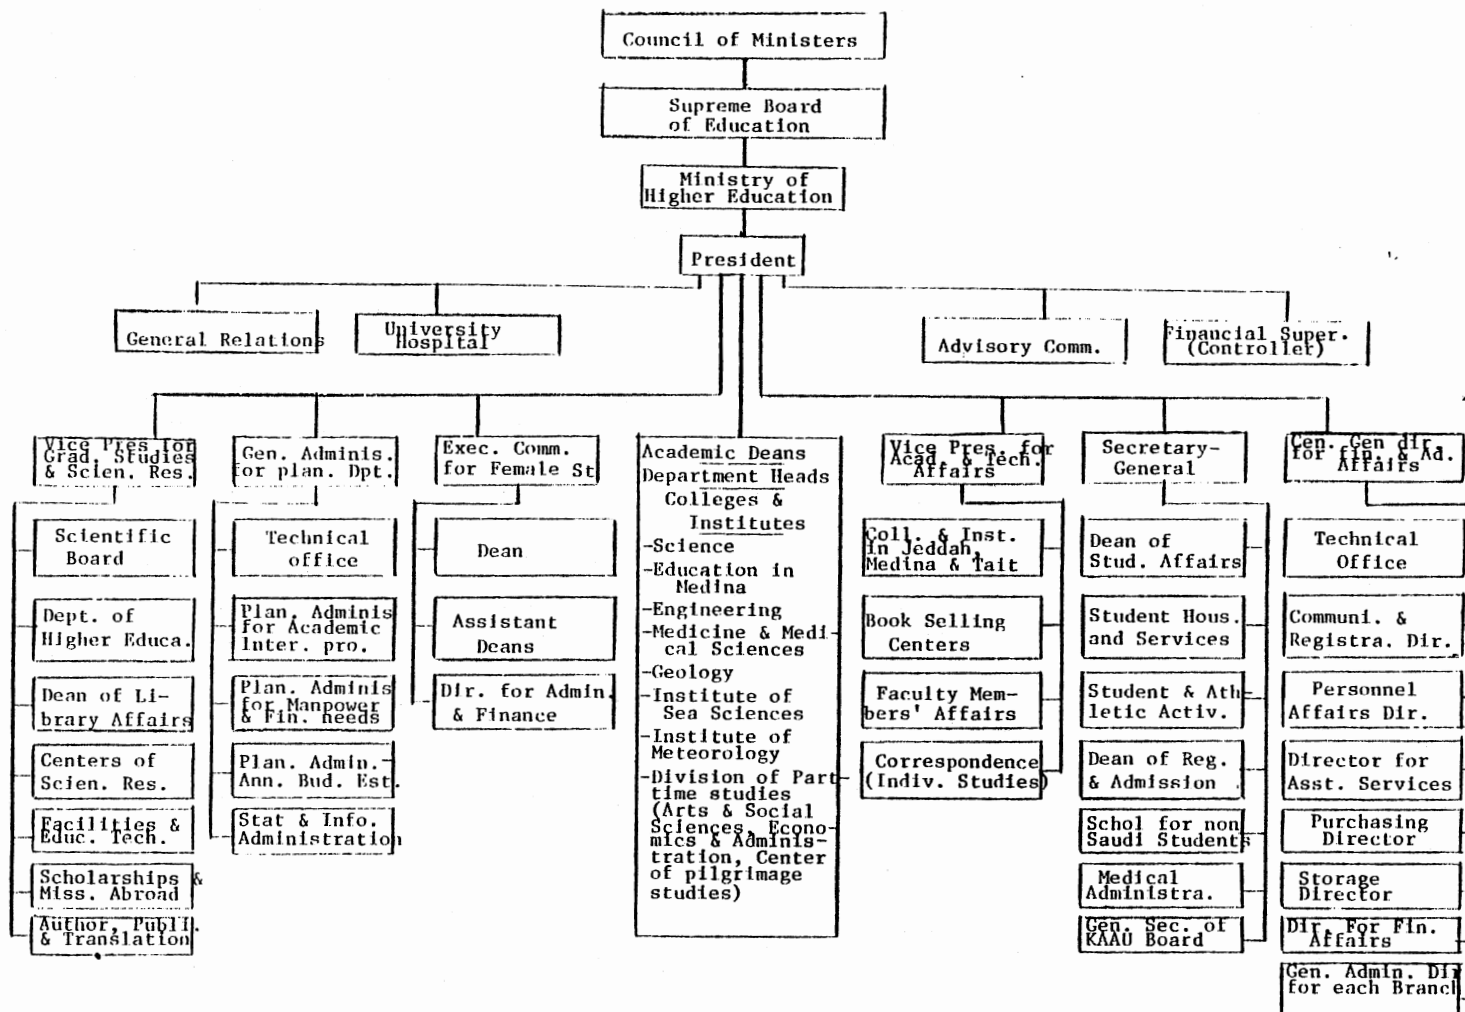 Council of Ministers
Supreme Board
of Education
Ministry of
Higher Education
President
General Relations
University
Hospital
Advisory Comm.
Financial Super.
(Controller)
Vice Pres for
Grad. Studies
& Scien. Res.
Gen. Adminis.
for plan. Dpt.
Exec. Comm.
for Female St
Academic Deans
Department Heads
Colleges &
Institutes
-Science
-Education in
Medina
-Engineering
-Medicine & Medi-
cal Sciences
-Geology
-Institute of
Sea Sciences
-Institute of
Meteorology
-Division of Part
time studies
(Arts & Social
Sciences, Econo-
mics & Adminis-
tration, Center
of pilgrimage
studies)
Vice Pres. for
Acad. & Tech.
Affairs
Secretary-
General
Cen. Gen dir.
for fin. & Ad.
Affairs
Scientific
Board
Dept. of
Higher Educa.
Dean of Li-
brary Affairs
Centers of
Scien. Res.
Facilities &
Educ. Tech.
Scholarships &
Miss. Abroad
Author, Publi.
& Translation
Technical
office
Plan. Adminis
for Academic
Inter. pro.
Plan. Adminis
for Manpower
& Fin. needs
Plan. Admin.-
Ann. Bud. Est.
Stat & Info.
Administration
Dean
Assistant
Deans
Dir. for Admin.
& Finance
Coll. & Inst.
in Jeddah,
Medina & Tait
Book Selling
Centers
Faculty Mem-
bers' Affairs
Correspondence
(Indiv. Studies)
Dean of
Stud. Affairs
Student Hous.
and Services
Student & Ath-
letic Activ.
Dean of Reg.
& Admission
Schol for non
Saudi Students
Medical
Administra.
Gen. Sec. of
KAAU Board
Technical
Office
Communi. &
Registra. Dir.
Personnel
Affairs Dir.
Director for
Asst. Services
Purchasing
Director
Storage
Director
Dir. For Fin.
Affairs
Gen. Admin. Dir
for each Branch